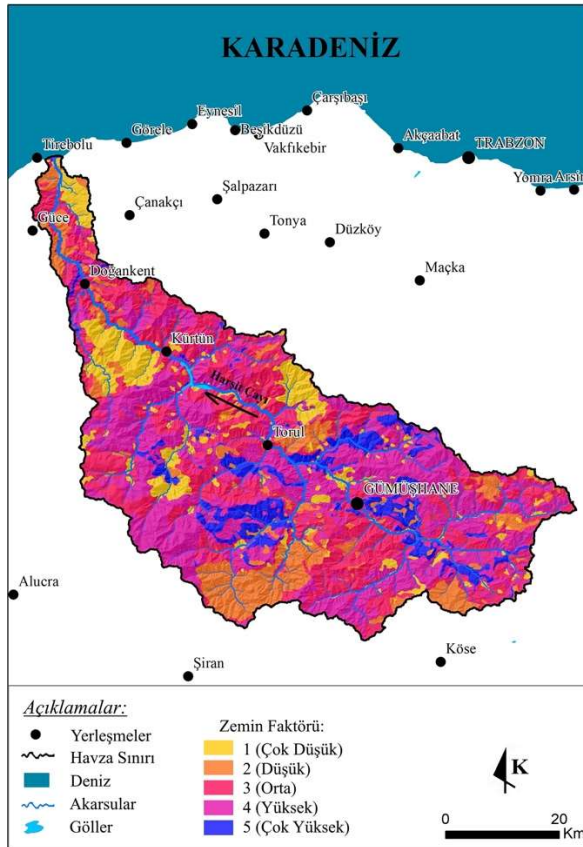 KARADENİZ
Çarşıbaşı
Eynesil
Beşikdüzü
Görele
Akçaabat
Vakfıkebir
TRABZON
Tirebolu
Yomra Arsin
Şalpazarı
Çanakçı
Güce
Tonya
Düzköy
Doğankent
Maçka
Kürtün
Harşit Çayı
Torul
GÜMÜŞHANE
Alucra
Köse
Şiran
Açıklamalar:
Yerleşmeler
Havza Sınırı
Deniz
Akarsular
Göller
Zemin Faktörü:
1 (Çok Düşük)
2 (Düşük)
3 (Orta)
4 (Yüksek)
5 (Çok Yüksek)
K
0 20
Km